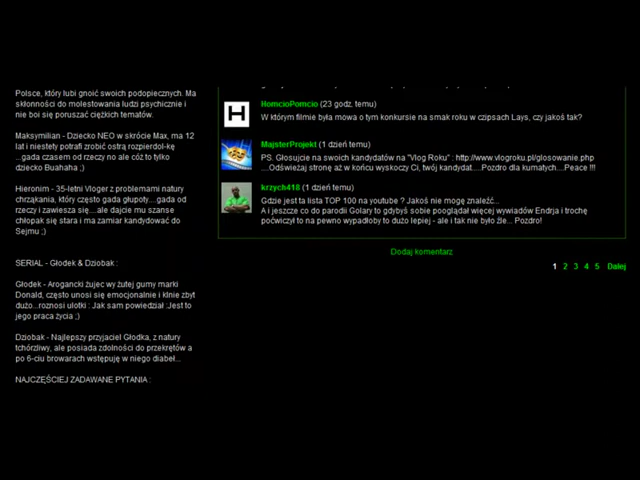 Polsce, który lubi gnoić swoich podopiecznych. Ma
skłonności do molestowania ludzi psychicznie i
nie boi się poruszać ciężkich tematów.
Maksymilian - Dziecko NEO w skrócie Max, ma 12
lat i niestety potrafi zrobić ostrą rozpierdol-kę
...gada czasem od rzeczy no ale cóż to tylko
dziecko Buahaha ;)
Hieronim - 35-letni Vloger z problemami natury
chrząkania, który często gada głupoty....gada od
rzeczy i zawiesza się....ale dajcie mu szanse
chłopak się stara i ma zamiar kandydować do
Sejmu ;)
SERIAL - Głodek & Dziobak :
Głodek - Arogancki żujec wyżutej gumy marki
Donald, często unosi się emocjonalnie i klnie zbyt
dużo...roznosi ulotki : Jak sam powiedział :Jest to
jego praca życia ;)
Dziobak - Najlepszy przyjaciel Głodka, z natury
tchórzliwy, ale posiada zdolności do przekrętów a
po 6-ciu browarach wstępuję w niego diabeł...
NAJCZĘŚCIEJ ZADAWANE PYTANIA :
H
HomcioPomcio (23 godz. temu)
W którym filmie była mowa o tym konkursie na smak roku w czipsach Lays, czy jakoś tak?
MajsterProjekt (1 dzień temu)
PS. Głosujcie na swoich kandydatów na "Vlog Roku" : http://www.vlogroku.pl/glosowanie.php
....Odświeżaj stronę aż w końcu wyskoczy Ci, twój kandydat.....Pozdro dla kumatych....Peace !!!
krzych418 (1 dzień temu)
Gdzie jest ta lista TOP 100 na youtube ? Jakoś nie mogę znaleźć...
A i jeszcze co do parodii Golary to gdybyś sobie pooglądał więcej wywiadów Endrja i trochę
poćwiczył to na pewno wypadłoby to dużo lepiej - ale i tak nie było źle... Pozdro!
Dodaj komentarz
1 2 3 4 5 Dalej